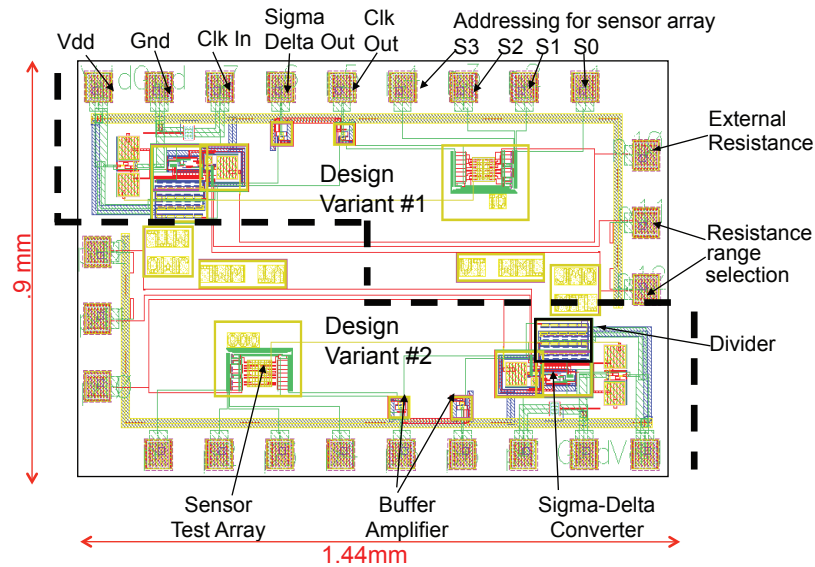 Sigma
Delta Out
Clk
Out
Addressing for sensor array
Vdd
Gnd
Clk In
S3 S2 S1 S0
External
Resistance
Design
Variant #1
Resistance
range
selection
.9 mm
Design
Variant #2
Divider
Sensor
Test Array
Buffer
Amplifier
Sigma-Delta
Converter
1.44mm